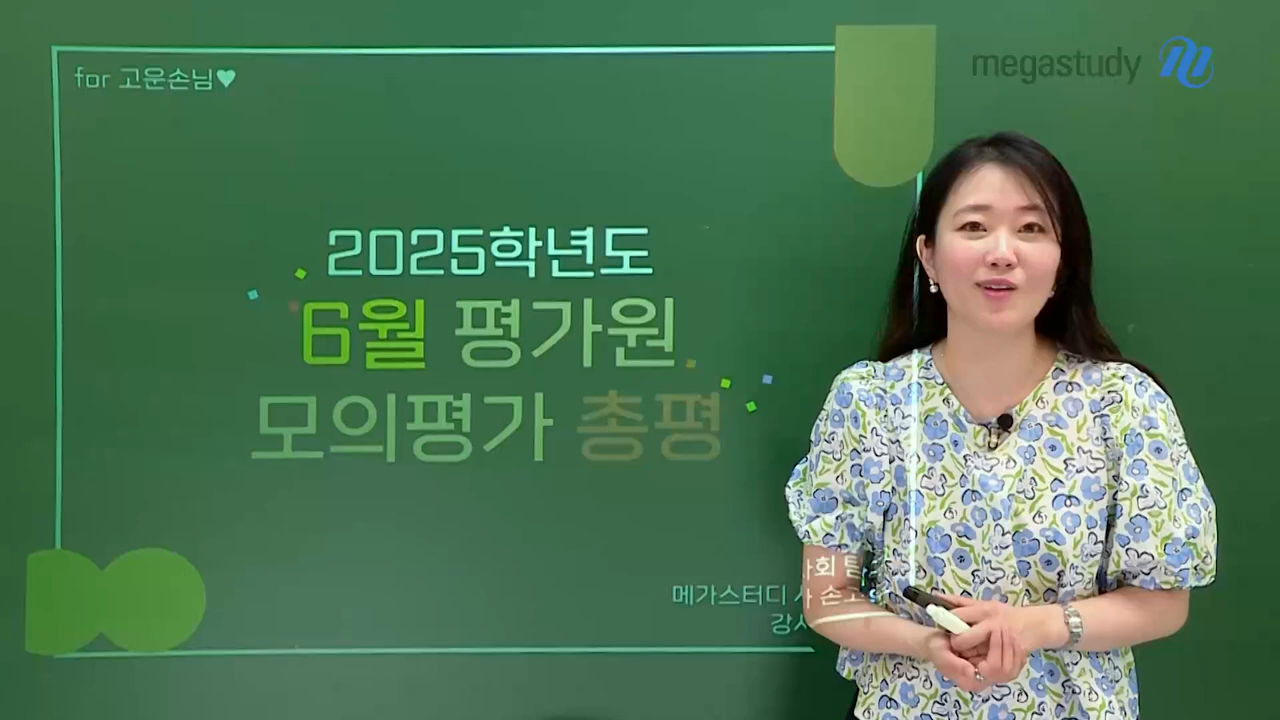 for 고운손님♥
megastudy
2025학년도
6월 평가원
모의평가 총평
메가스터디